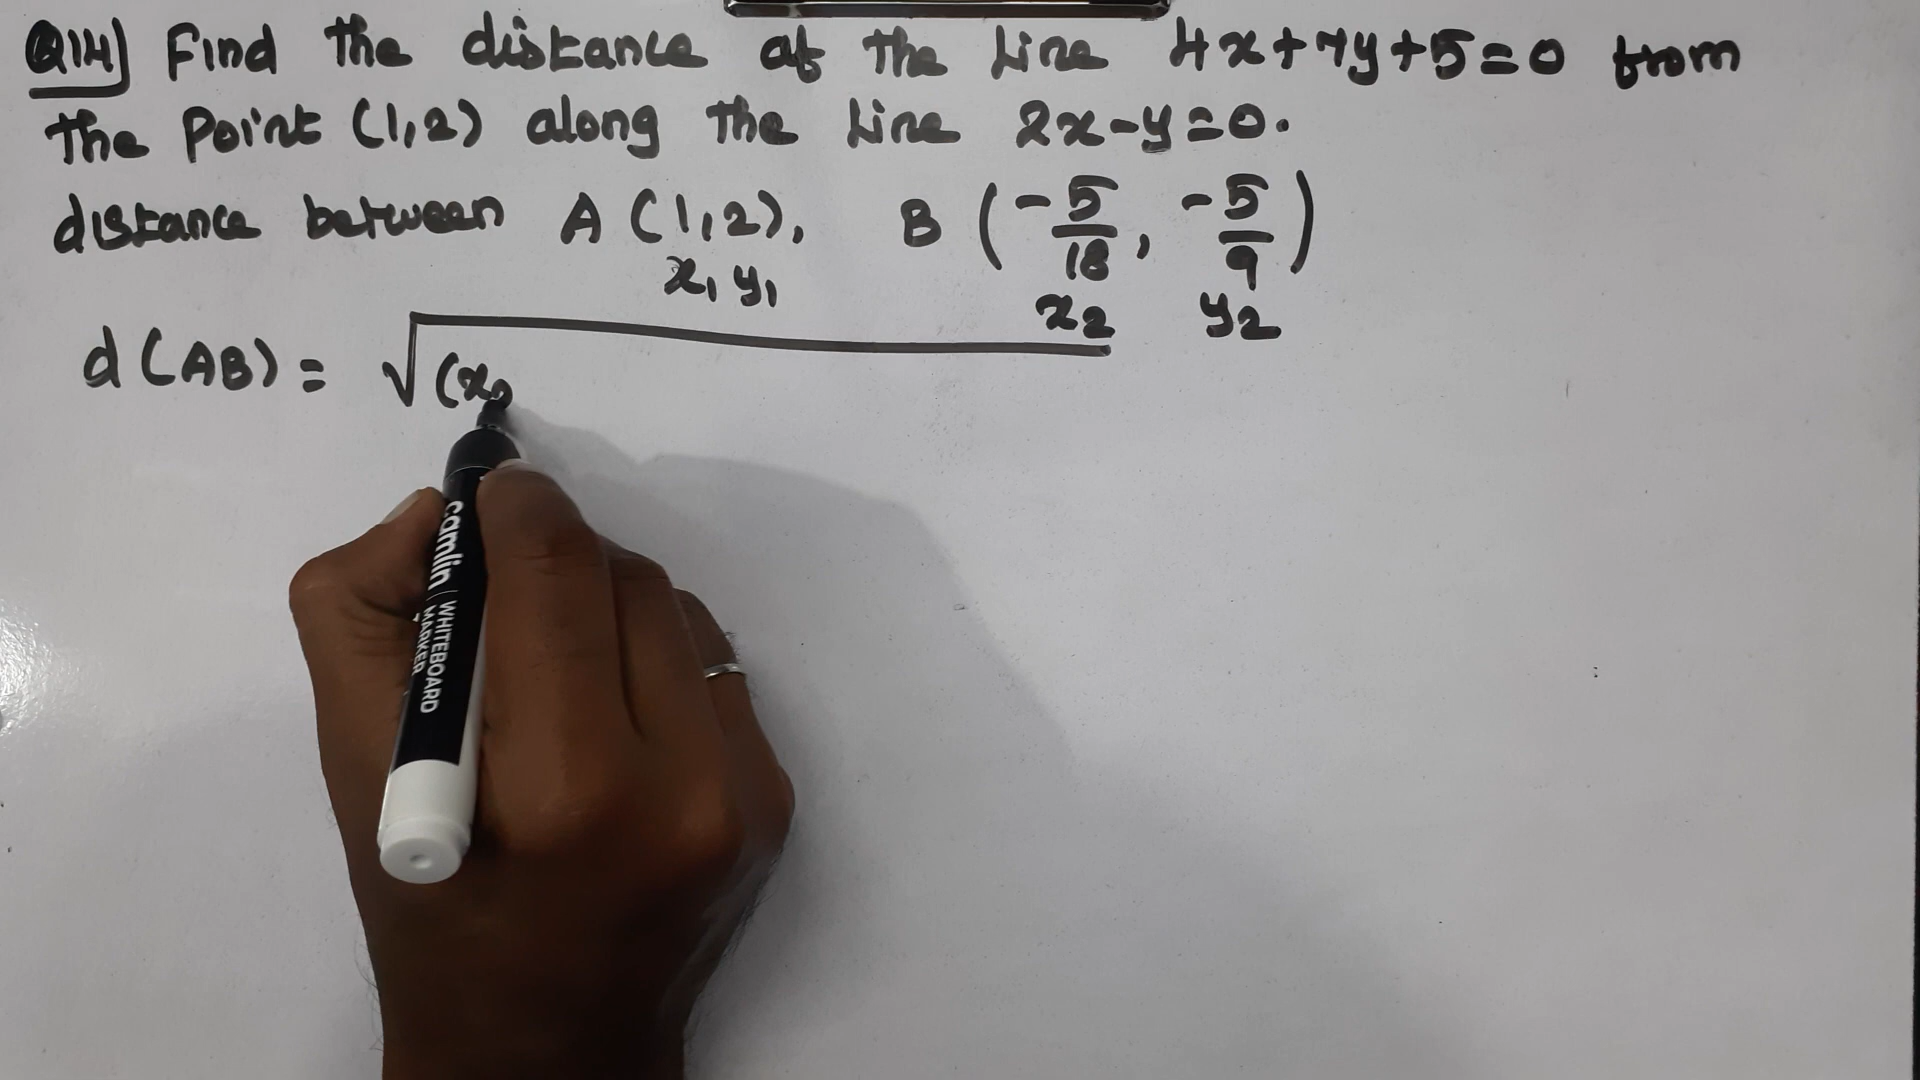 Q14) Find the distance of the line 4x+7y+5=0 from
the point (1,2) along the line 2x-y=0.
distance between A (1,2), B (-5/18, -5/9)
x₁ y₁ x₂ y₂
d(AB) = √(x₂
camlin WHITEBOARD MARKER